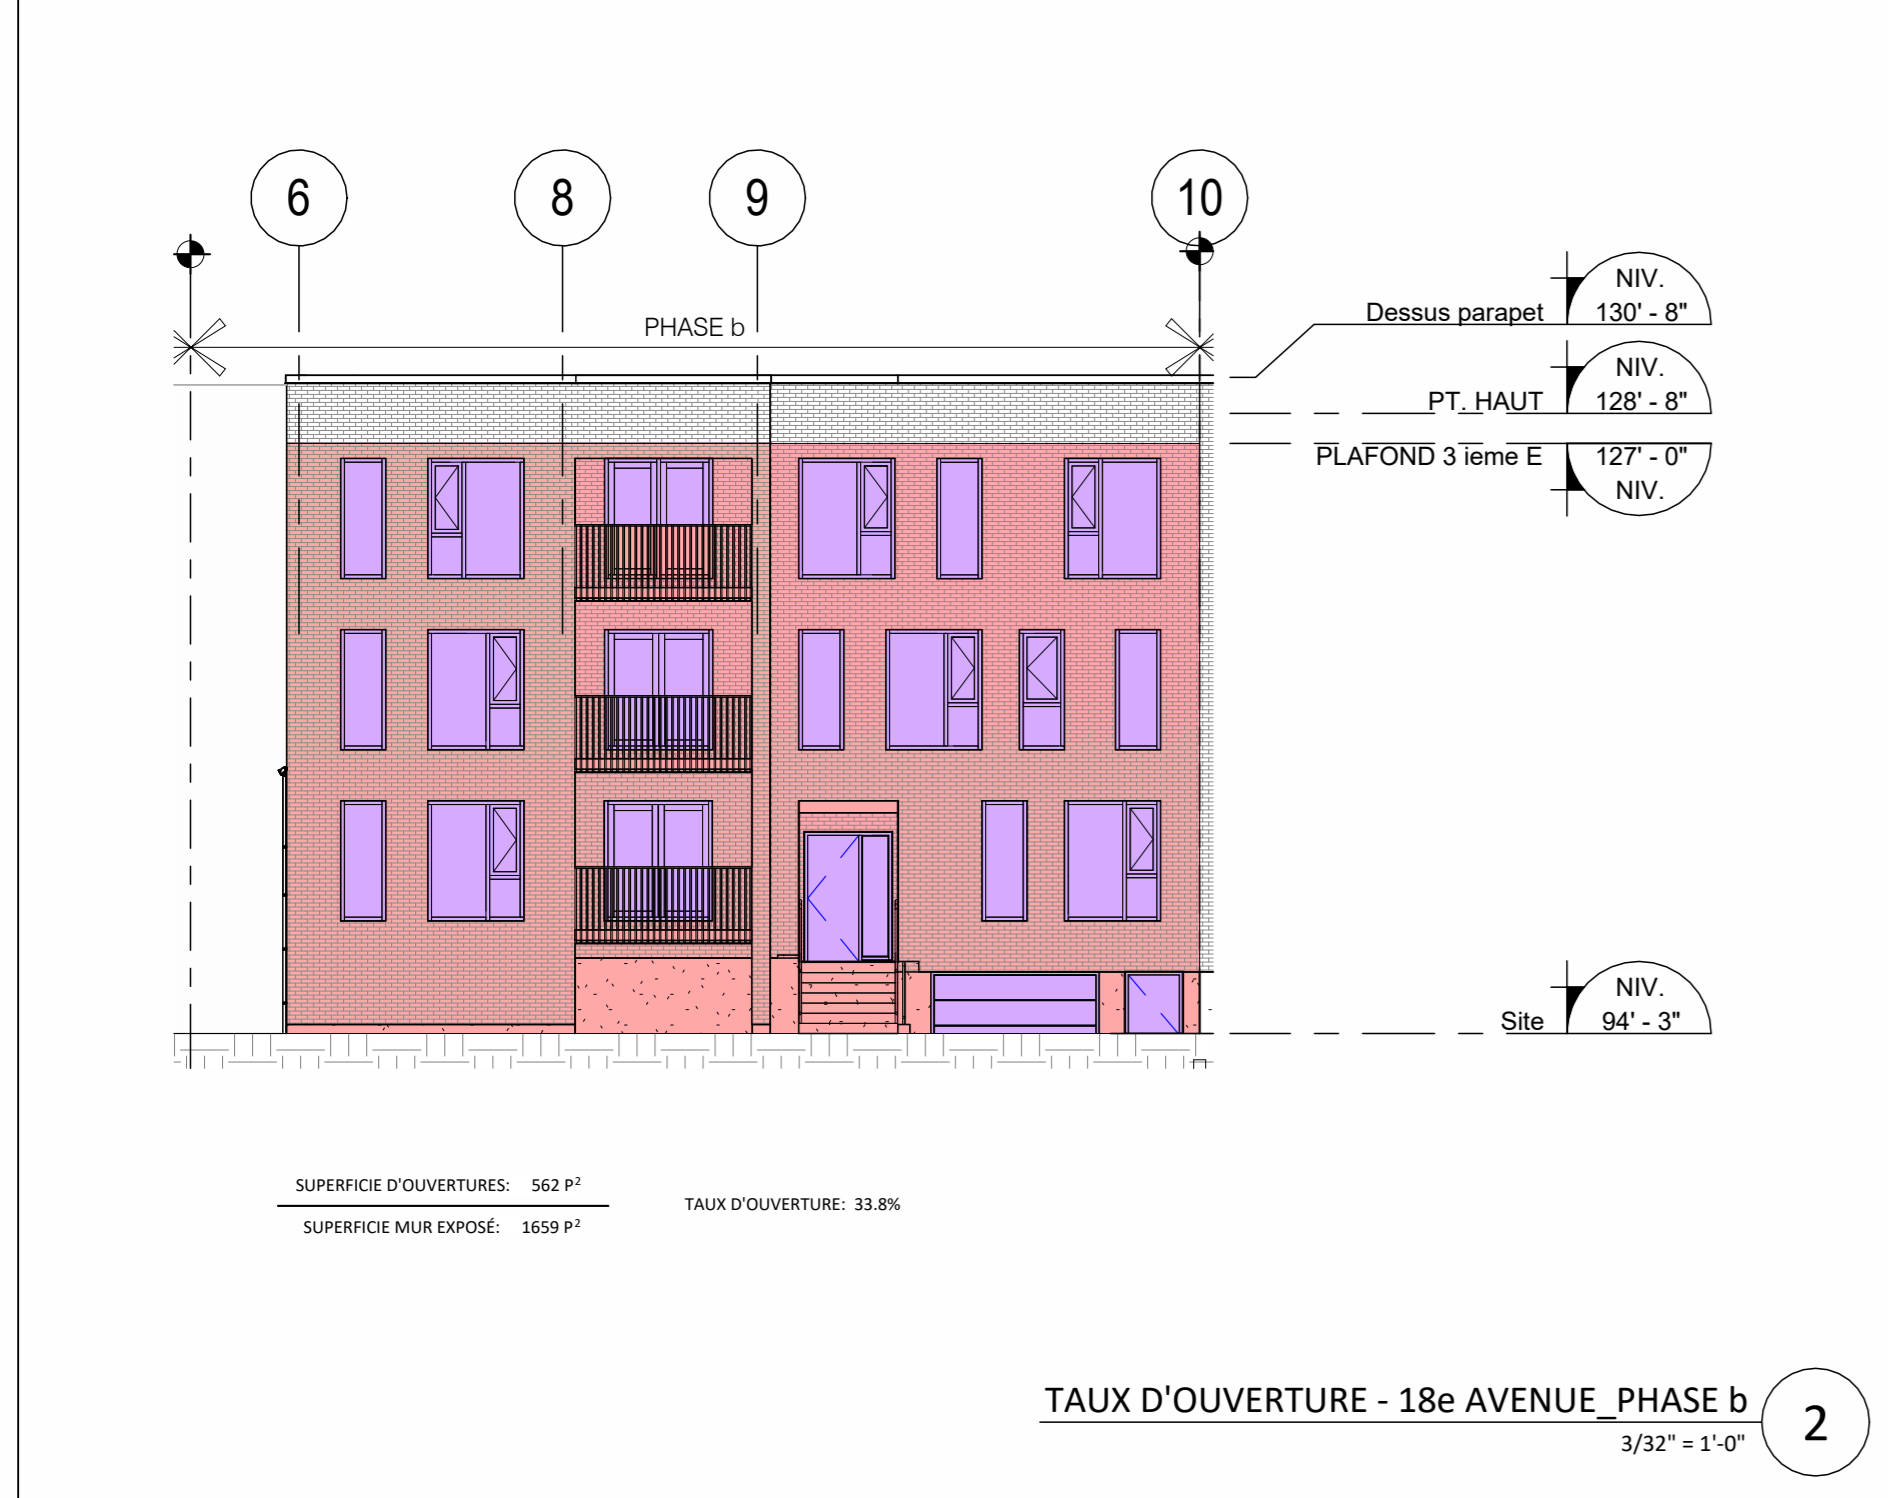 6 8 9 10
PHASE b
Dessus parapet
NIV.
130' - 8"
PT. HAUT
NIV.
128' - 8"
PLAFOND 3 ieme E
127' - 0"
NIV.
Site
NIV.
94' - 3"
SUPERFICIE D'OUVERTURES: 562 P²
SUPERFICIE MUR EXPOSÉ: 1659 P²
TAUX D'OUVERTURE: 33.8%
TAUX D'OUVERTURE - 18e AVENUE_PHASE b
3/32" = 1'-0"
2